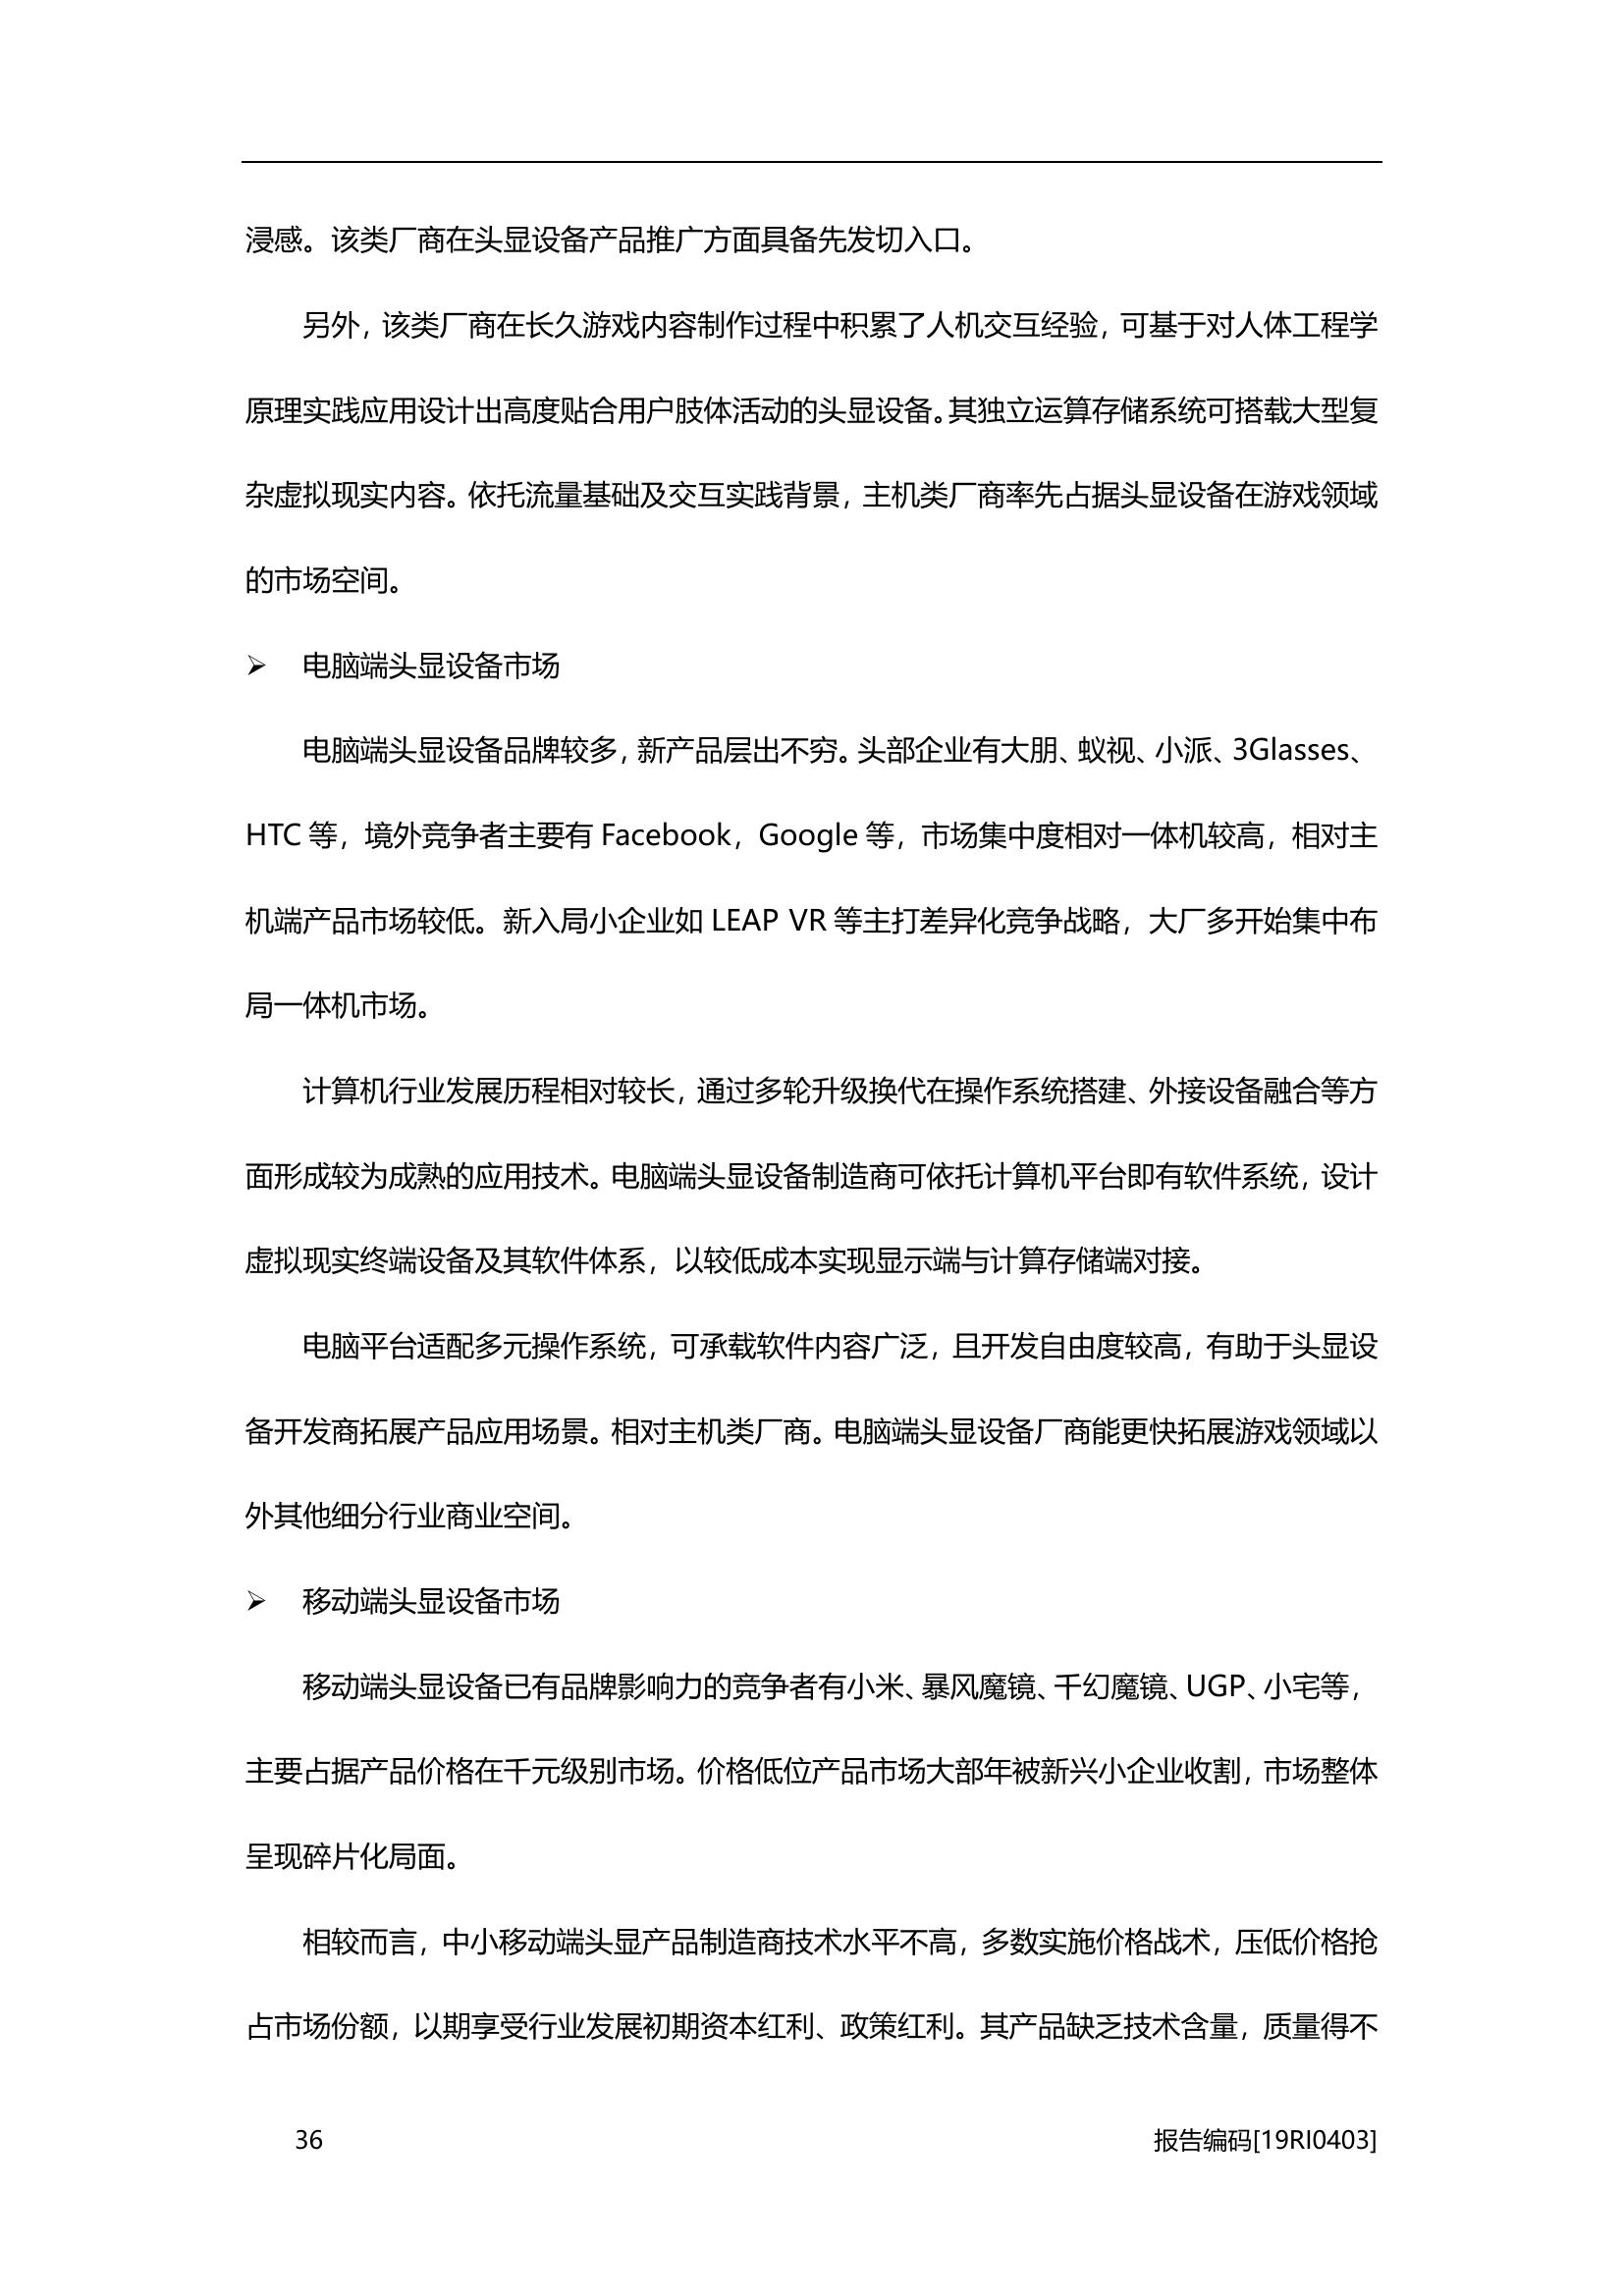 浸感。该类厂商在头显设备产品推广方面具备先发切入口。
另外，该类厂商在长久游戏内容制作过程中积累了人机交互经验，可基于对人体工程学
原理实践应用设计出高度贴合用户肢体活动的头显设备。其独立运算存储系统可搭载大型复
杂虚拟现实内容。依托流量基础及交互实践背景，主机类厂商率先占据头显设备在游戏领域
的市场空间。
➢ 电脑端头显设备市场
电脑端头显设备品牌较多，新产品层出不穷。头部企业有大朋、蚁视、小派、3Glasses、
HTC 等，境外竞争者主要有 Facebook，Google 等，市场集中度相对一体机较高，相对主
机端产品市场较低。新入局小企业如 LEAP VR 等主打差异化竞争战略，大厂多开始集中布
局一体机市场。
计算机行业发展历程相对较长，通过多轮升级换代在操作系统搭建、外接设备融合等方
面形成较为成熟的应用技术。电脑端头显设备制造商可依托计算机平台即有软件系统，设计
虚拟现实终端设备及其软件体系，以较低成本实现显示端与计算存储端对接。
电脑平台适配多元操作系统，可承载软件内容广泛，且开发自由度较高，有助于头显设
备开发商拓展产品应用场景。相对主机类厂商。电脑端头显设备厂商能更快拓展游戏领域以
外其他细分行业商业空间。
➢ 移动端头显设备市场
移动端头显设备已有品牌影响力的竞争者有小米、暴风魔镜、千幻魔镜、UGP、小宅等，
主要占据产品价格在千元级别市场。价格低位产品市场大部年被新兴小企业收割，市场整体
呈现碎片化局面。
相较而言，中小移动端头显产品制造商技术水平不高，多数实施价格战术，压低价格抢
占市场份额，以期享受行业发展初期资本红利、政策红利。其产品缺乏技术含量，质量得不
36 报告编码[19RI0403]